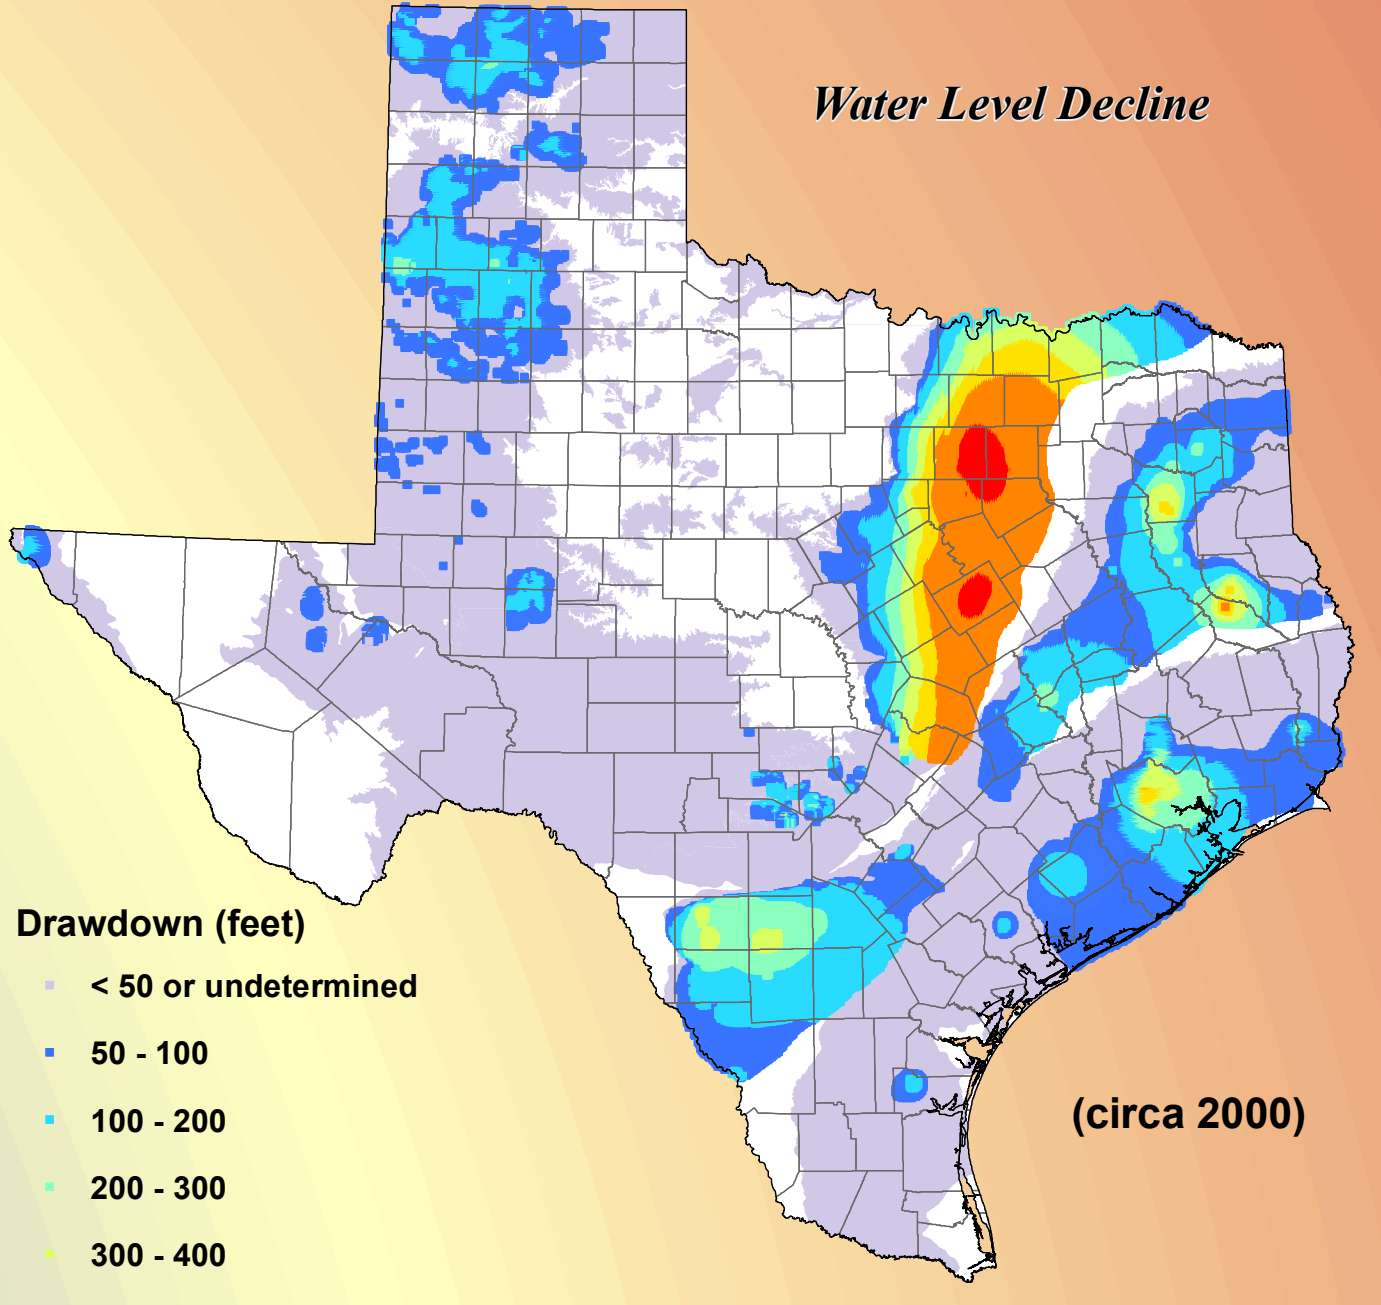 Water Level Decline
Drawdown (feet)
< 50 or undetermined
50 - 100
100 - 200
200 - 300
300 - 400
(circa 2000)